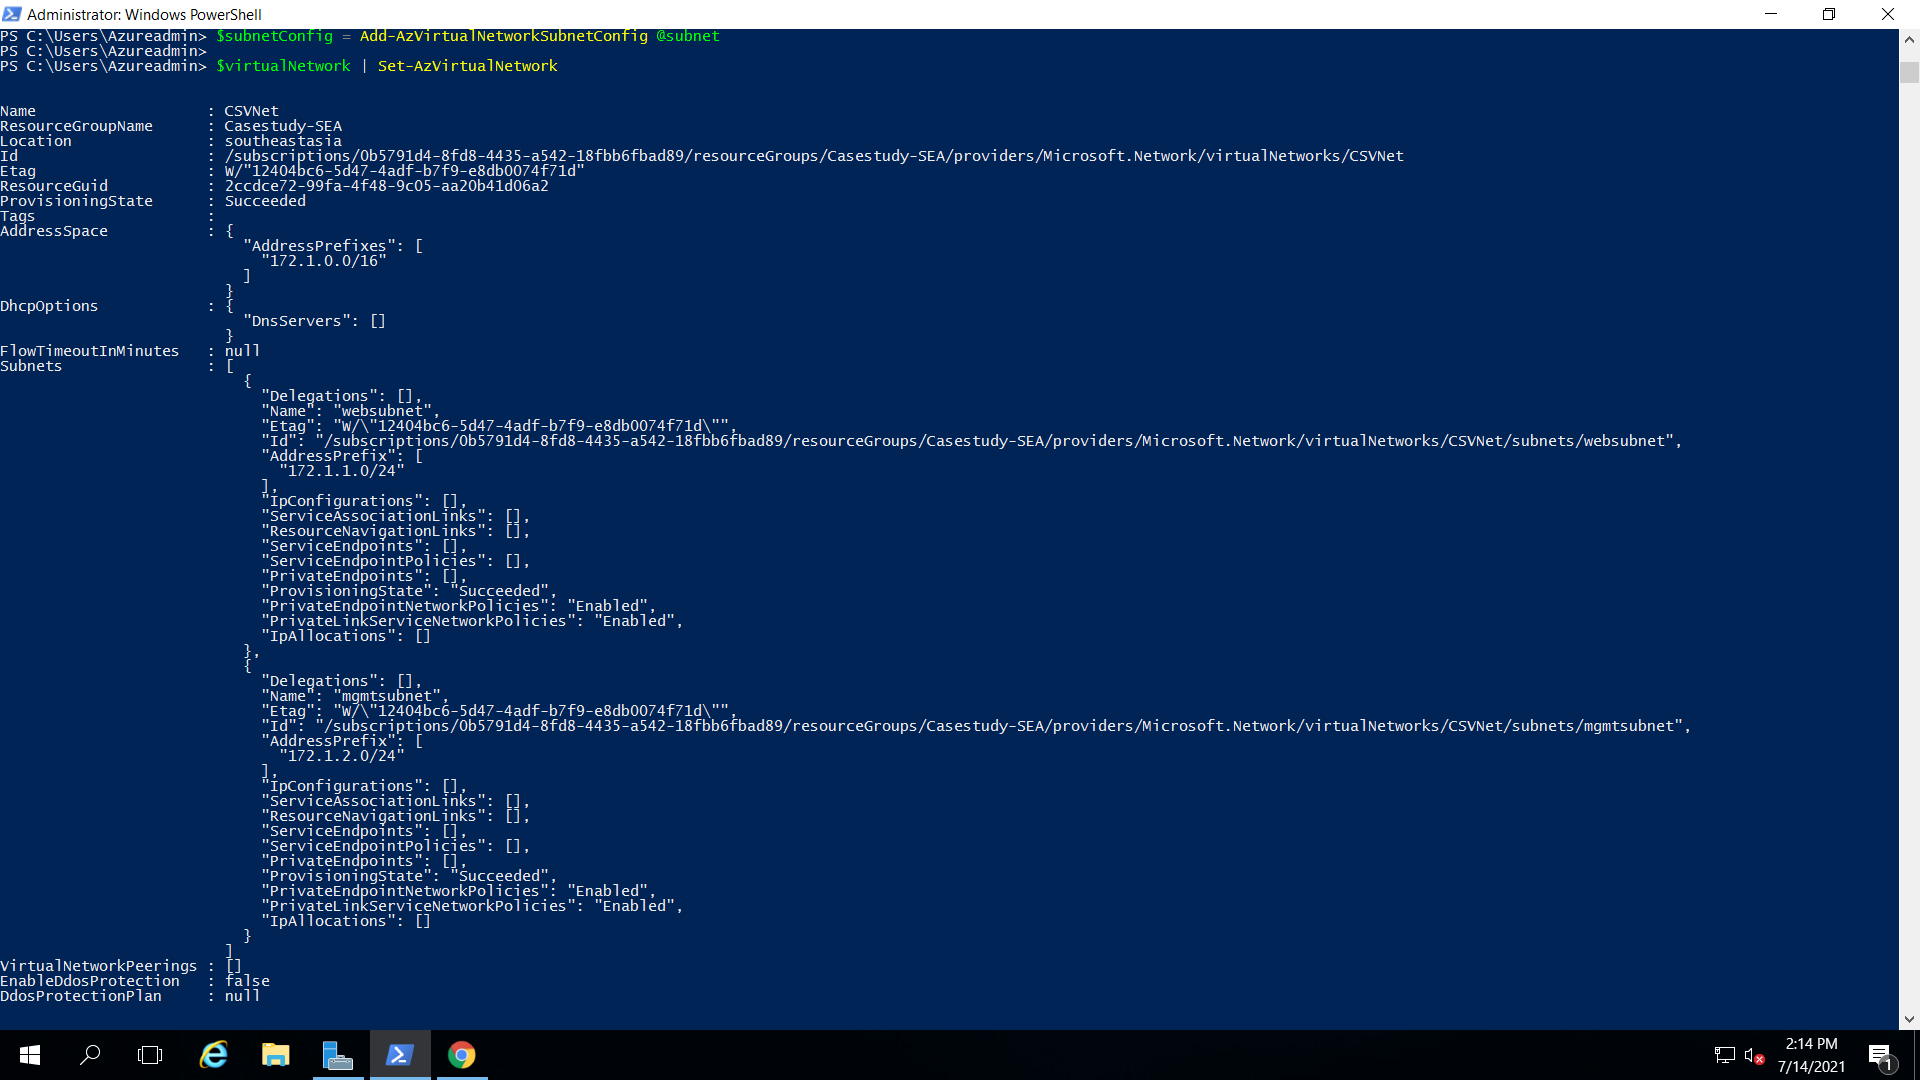 Administrator: Windows PowerShell
PS C:\Users\Azureadmin> $subnetConfig = Add-AzVirtualNetworkSubnetConfig @subnet
PS C:\Users\Azureadmin>
PS C:\Users\Azureadmin> $virtualNetwork | Set-AzVirtualNetwork
Name : CSVNet
ResourceGroupName : Casestudy-SEA
Location : southeastasia
Id : /subscriptions/0b5791d4-8fd8-4435-a542-18fbb6fbad89/resourceGroups/Casestudy-SEA/providers/Microsoft.Network/virtualNetworks/CSVNet
Etag : W/"12404bc6-5d47-4adf-b7f9-e8db0074f71d"
ResourceGuid : 2ccdce72-99fa-4f48-9c05-aa20b41d06a2
ProvisioningState : Succeeded
Tags :
AddressSpace : {
"AddressPrefixes": [
"172.1.0.0/16"
]
}
DhcpOptions : {
"DnsServers": []
}
FlowTimeoutInMinutes : null
Subnets : [
{
"Delegations": [],
"Name": "websubnet",
"Etag": "W/\"12404bc6-5d47-4adf-b7f9-e8db0074f71d\"",
"Id": "/subscriptions/0b5791d4-8fd8-4435-a542-18fbb6fbad89/resourceGroups/Casestudy-SEA/providers/Microsoft.Network/virtualNetworks/CSVNet/subnets/websubnet",
"AddressPrefix": [
"172.1.1.0/24"
],
"IpConfigurations": [],
"ServiceAssociationLinks": [],
"ResourceNavigationLinks": [],
"ServiceEndpoints": [],
"ServiceEndpointPolicies": [],
"PrivateEndpoints": [],
"ProvisioningState": "Succeeded",
"PrivateEndpointNetworkPolicies": "Enabled",
"PrivateLinkServiceNetworkPolicies": "Enabled",
"IpAllocations": []
},
{
"Delegations": [],
"Name": "mgmtsubnet",
"Etag": "W/\"12404bc6-5d47-4adf-b7f9-e8db0074f71d\"",
"Id": "/subscriptions/0b5791d4-8fd8-4435-a542-18fbb6fbad89/resourceGroups/Casestudy-SEA/providers/Microsoft.Network/virtualNetworks/CSVNet/subnets/mgmtsubnet",
"AddressPrefix": [
"172.1.2.0/24"
],
"IpConfigurations": [],
"ServiceAssociationLinks": [],
"ResourceNavigationLinks": [],
"ServiceEndpoints": [],
"ServiceEndpointPolicies": [],
"PrivateEndpoints": [],
"ProvisioningState": "Succeeded",
"PrivateEndpointNetworkPolicies": "Enabled",
"PrivateLinkServiceNetworkPolicies": "Enabled",
"IpAllocations": []
}
]
VirtualNetworkPeerings : []
EnableDdosProtection : false
DdosProtectionPlan : null
2:14 PM
7/14/2021
1